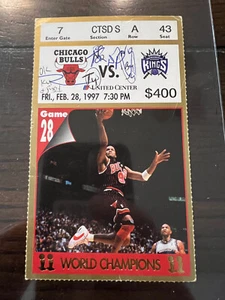 7 CTSD S A 43
Enter Gate Section Row Seat
CHICAGO
BULLS
VS.
KINGS
UNITED CENTER
FRI, FEB. 28, 1997 7:30 PM $400
Game
28
WORLD CHAMPIONS